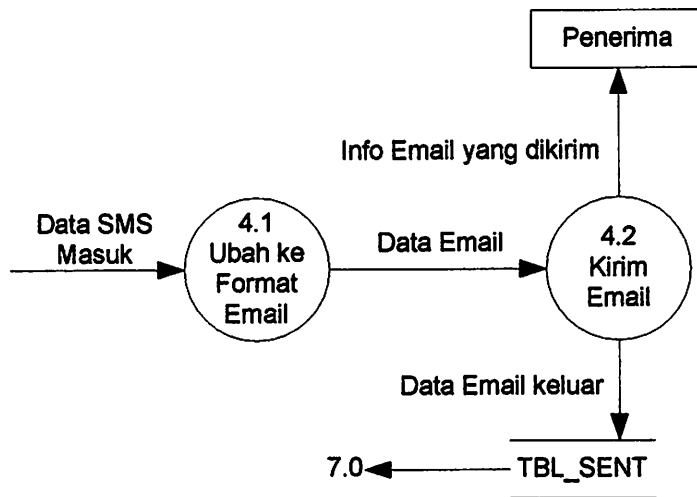 Penerima
Info Email yang dikirim
Data SMS
Masuk
4.1
Ubah ke
Format
Email
Data Email
4.2
Kirim
Email
Data Email keluar
7.0
TBL_SENT